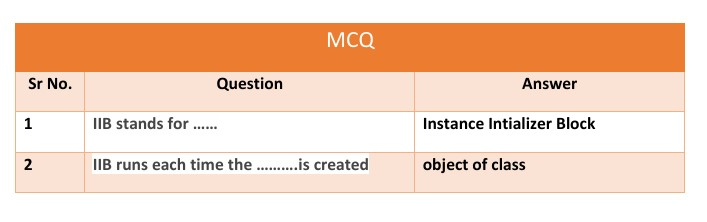 MCQ
Sr No. Question Answer
1 IIB stands for …… Instance Intializer Block
2 IIB runs each time the ……….is created object of class